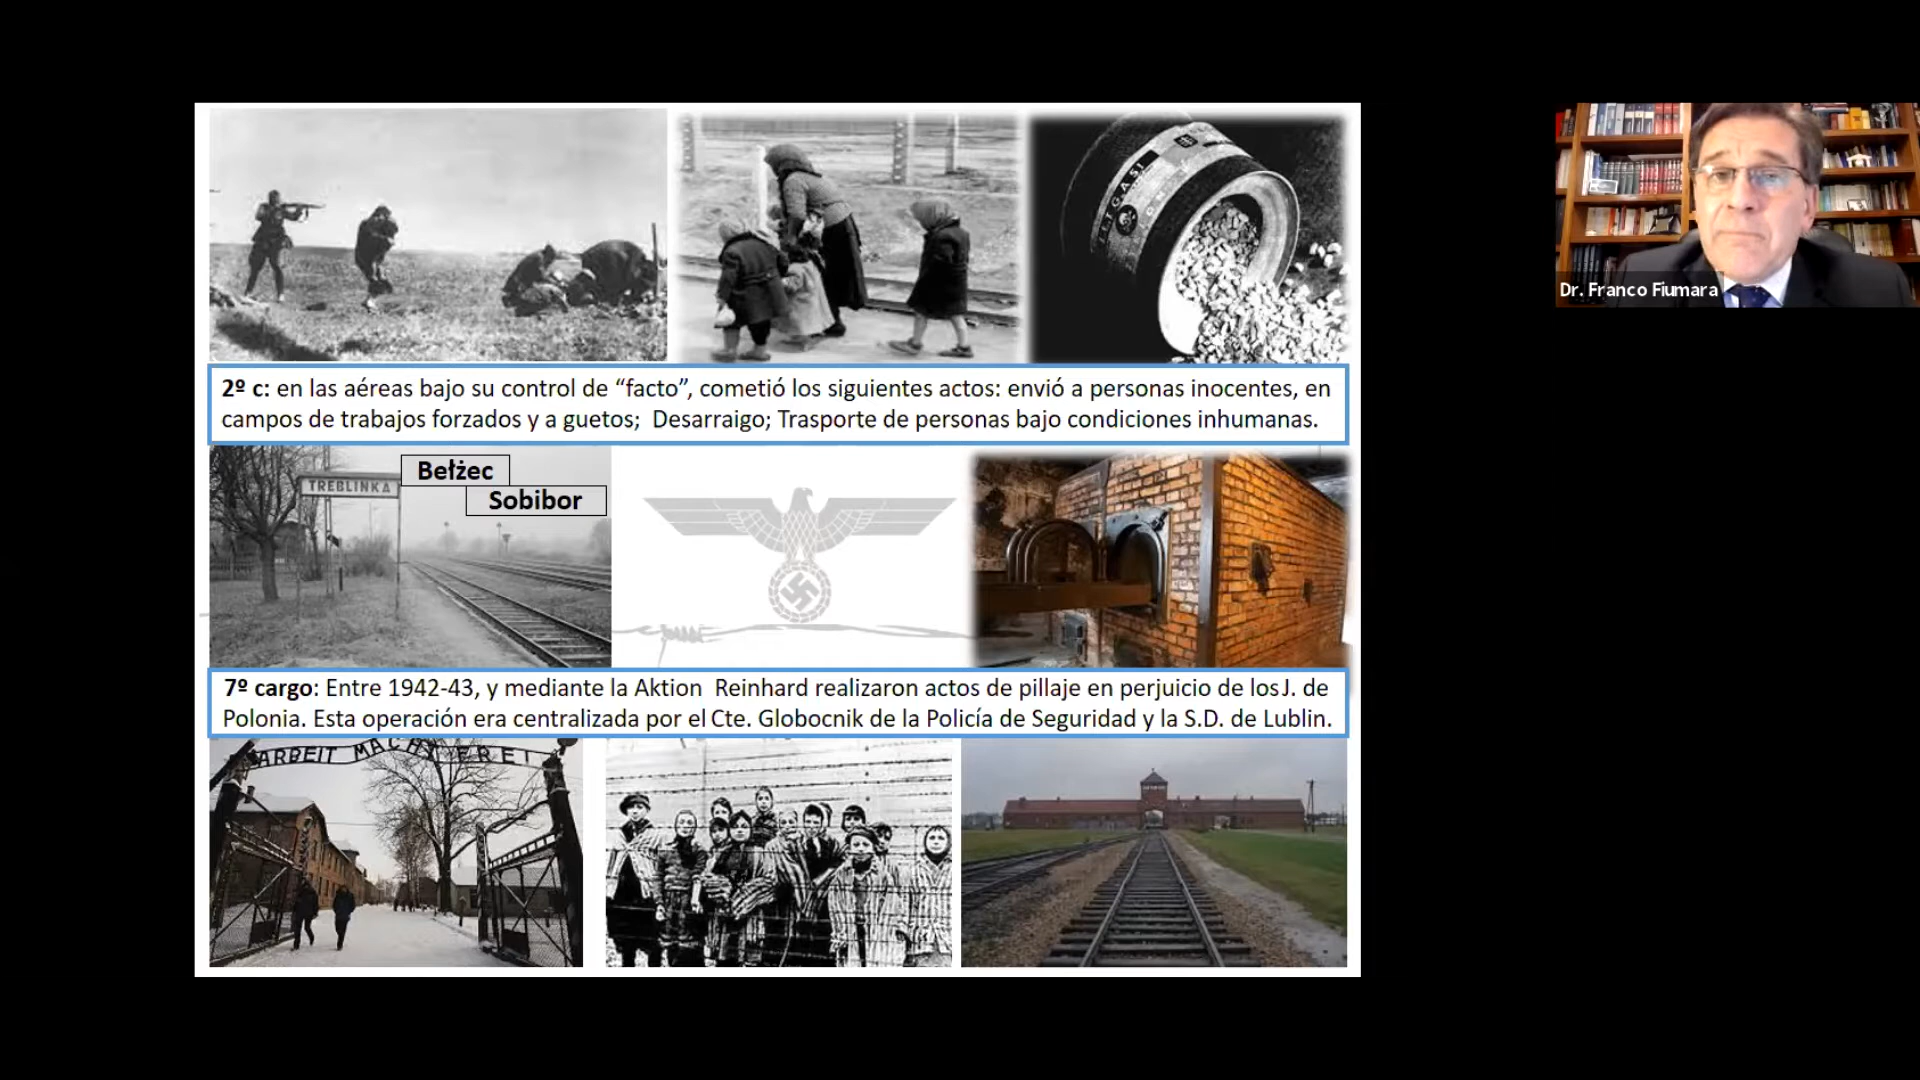 2º c: en las aéreas bajo su control de “facto”, cometió los siguientes actos: envió a personas inocentes, en
campos de trabajos forzados y a guetos; Desarraigo; Trasporte de personas bajo condiciones inhumanas.
TREBLINKA
Bełżec
Sobibor
7º cargo: Entre 1942-43, y mediante la Aktion Reinhard realizaron actos de pillaje en perjuicio de los J. de
Polonia. Esta operación era centralizada por el Cte. Globocnik de la Policía de Seguridad y la S.D. de Lublin.
ARBEIT MACHT FREI
Dr. Franco Fiumara